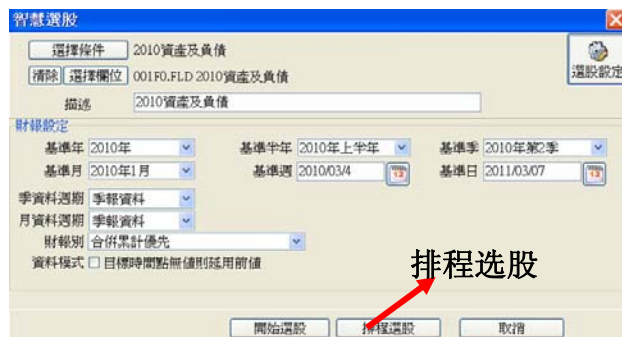 智慧選股
選擇條件 2010資產及負債
清除 選擇欄位 001F0.FLD 2010資產及負債
選股設定
描述 2010資產及負債
財報設定
基準年 2010年 基準半年 2010年上半年 基準季 2010年第2季
基準月 2010年1月 基準週 2010/03/4 基準日 2011/03/07
季資料週期 季報資料
月資料週期 季報資料
財報別 合併累計優先
資料模式 目標時間點無值則延用前值
排程选股
開始選股 排程選股 取消